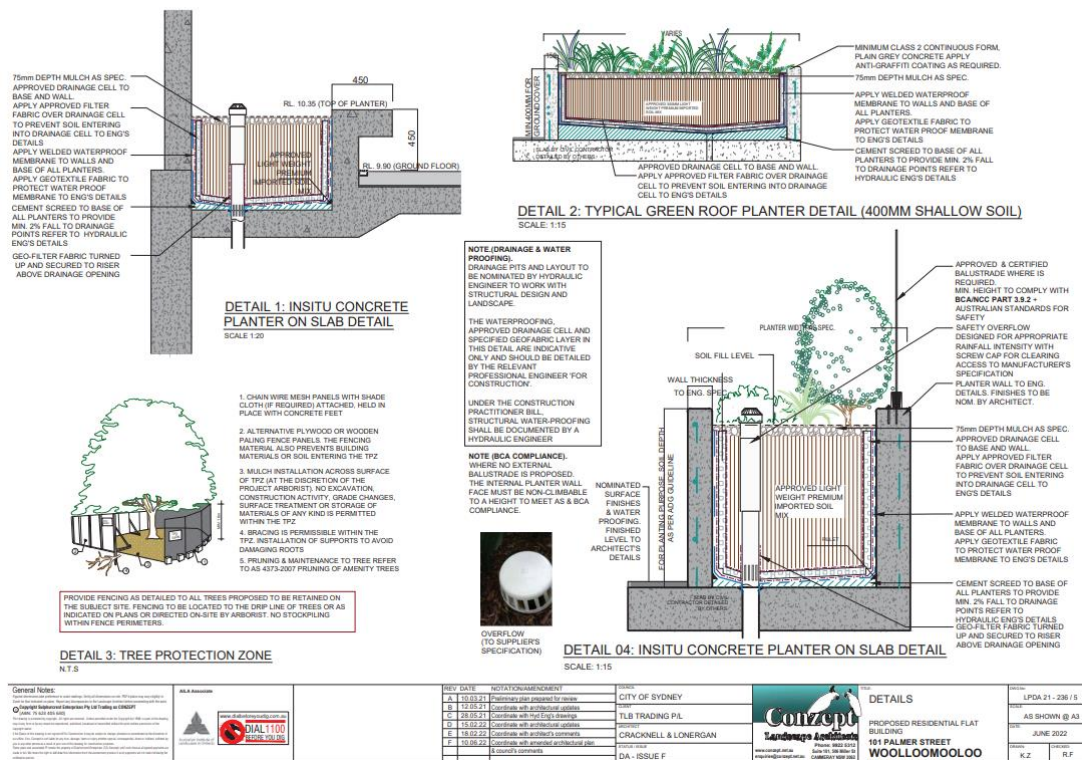 75mm DEPTH MULCH AS SPEC.
APPROVED DRAINAGE CELL TO
BASE AND WALL.
APPLY APPROVED FILTER
FABRIC OVER DRAINAGE CELL
TO PREVENT SOIL ENTERING
INTO DRAINAGE CELL TO ENG'S
DETAILS
APPLY WELDED WATERPROOF
MEMBRANE TO WALLS AND
BASE OF ALL PLANTERS.
APPLY GEOTEXTILE FABRIC TO
PROTECT WATER PROOF
MEMBRANE TO ENG'S DETAILS
CEMENT SCREED TO BASE OF
ALL PLANTERS TO PROVIDE
MIN. 2% FALL TO DRAINAGE
POINTS REFER TO HYDRAULIC
ENG'S DETAILS
GEO-FILTER FABRIC TURNED
UP AND SECURED TO RISER
ABOVE DRAINAGE OPENING
450
RL. 10.35 (TOP OF PLANTER)
450
RL. 9.90 (GROUND FLOOR)
APPROVED
LIGHT WEIGHT
PREMIUM
IMPORTED SOIL
MIX
DETAIL 1: INSITU CONCRETE
PLANTER ON SLAB DETAIL
SCALE 1:20
VARIES
150
MIN 400MM FOR
GROUNDCOVER
MINIMUM CLASS 2 CONTINUOUS FORM,
PLAIN GREY CONCRETE APPLY
ANTI-GRAFFITI COATING AS REQUIRED.
75mm DEPTH MULCH AS SPEC.
APPLY WELDED WATERPROOF
MEMBRANE TO WALLS AND BASE OF
ALL PLANTERS.
APPLY GEOTEXTILE FABRIC TO
PROTECT WATER PROOF MEMBRANE
TO ENG'S DETAILS
CEMENT SCREED TO BASE OF ALL
PLANTERS TO PROVIDE MIN. 2% FALL
TO DRAINAGE POINTS REFER TO
HYDRAULIC ENG'S DETAILS
APPROVED DRAINAGE CELL TO BASE AND WALL.
APPLY APPROVED FILTER FABRIC OVER DRAINAGE
CELL TO PREVENT SOIL ENTERING INTO DRAINAGE
CELL TO ENG'S DETAILS
DETAIL 2: TYPICAL GREEN ROOF PLANTER DETAIL (400MM SHALLOW SOIL)
SCALE: 1:15
NOTE.(DRAINAGE & WATER
PROOFING).
DRAINAGE PITS AND LAYOUT TO
BE NOMINATED BY HYDRAULIC
ENGINEER TO WORK WITH
STRUCTURAL DESIGN AND
LANDSCAPE.
THE WATERPROOFING,
APPROVED DRAINAGE CELL AND
SPECIFIED GEOFABRIC LAYER IN
THIS DETAIL ARE INDICATIVE
ONLY AND SHOULD BE DETAILED
BY THE RELEVANT
PROFESSIONAL ENGINEER 'FOR
CONSTRUCTION'.
UNDER THE CONSTRUCTION
PRACTITIONER BILL,
STRUCTURAL WATER-PROOFING
SHALL BE DOCUMENTED BY A
HYDRAULIC ENGINEER
NOTE (BCA COMPLIANCE).
WHERE NO EXTERNAL
BALUSTRADE IS PROPOSED.
THE INTERNAL PLANTER WALL
FACE MUST BE NON-CLIMBABLE
TO A HEIGHT TO MEET AS & BCA
COMPLIANCE.
OVERFLOW
(TO SUPPLIER'S
SPECIFICATION)
1. CHAIN WIRE MESH PANELS WITH SHADE
CLOTH (IF REQUIRED) ATTACHED, HELD IN
PLACE WITH CONCRETE FEET
2. ALTERNATIVE PLYWOOD OR WOODEN
PALING FENCE PANELS. THE FENCING
MATERIAL ALSO PREVENTS BUILDING
MATERIALS OR SOIL ENTERING THE TPZ
3. MULCH INSTALLATION ACROSS SURFACE
OF TPZ (AT THE DISCRETION OF THE
PROJECT ARBORIST). NO EXCAVATION,
CONSTRUCTION ACTIVITY, GRADE CHANGES,
SURFACE TREATMENT OR STORAGE OF
MATERIALS OF ANY KIND IS PERMITTED
WITHIN THE TPZ
4. BRACING IS PERMISSIBLE WITHIN THE
TPZ. INSTALLATION OF SUPPORTS TO AVOID
DAMAGING ROOTS
5. PRUNING & MAINTENANCE TO TREE REFER
TO AS 4373-2007 PRUNING OF AMENITY TREES
PROVIDE FENCING AS DETAILED TO ALL TREES PROPOSED TO BE RETAINED ON
THE SUBJECT SITE. FENCING TO BE LOCATED TO THE DRIP LINE OF TREES OR AS
INDICATED ON PLANS OR DIRECTED ON-SITE BY ARBORIST. NO STOCKPILING
WITHIN FENCE PERIMETERS.
DETAIL 3: TREE PROTECTION ZONE
N.T.S
PLANTER WIDTH AS SPEC.
SOIL FILL LEVEL
WALL THICKNESS
TO ENG. SPEC.
FOR PLANTING PURPOSE, SOIL DEPTH
AS PER ADG GUIDELINE
NOMINATED
SURFACE
FINISHES
& WATER
PROOFING.
FINISHED
LEVEL TO
ARCHITECT'S
DETAILS
APPROVED LIGHT
WEIGHT PREMIUM
IMPORTED SOIL
MIX
APPROVED & CERTIFIED
BALUSTRADE WHERE IS
REQUIRED.
MIN. HEIGHT TO COMPLY WITH
BCA/NCC PART 3.9.2 +
AUSTRALIAN STANDARDS FOR
SAFETY
SAFETY OVERFLOW
DESIGNED FOR APPROPRIATE
RAINFALL INTENSITY WITH
SCREW CAP FOR CLEARING
ACCESS TO MANUFACTURER'S
SPECIFICATION
PLANTER WALL TO ENG.
DETAILS. FINISHES TO BE
NOM. BY ARCHITECT.
75mm DEPTH MULCH AS SPEC.
APPROVED DRAINAGE CELL
TO BASE AND WALL.
APPLY APPROVED FILTER
FABRIC OVER DRAINAGE CELL
TO PREVENT SOIL ENTERING
INTO DRAINAGE CELL TO
ENG'S DETAILS
APPLY WELDED WATERPROOF
MEMBRANE TO WALLS AND
BASE OF ALL PLANTERS.
APPLY GEOTEXTILE FABRIC TO
PROTECT WATER PROOF
MEMBRANE TO ENG'S DETAILS
CEMENT SCREED TO BASE OF
ALL PLANTERS TO PROVIDE
MIN. 2% FALL TO DRAINAGE
POINTS REFER TO
HYDRAULIC ENG'S DETAILS
GEO-FILTER FABRIC TURNED
UP AND SECURED TO RISER
ABOVE DRAINAGE OPENING
DETAIL 04: INSITU CONCRETE PLANTER ON SLAB DETAIL
SCALE: 1:15
General Notes:
AILA Associate
www.dialbeforeyoudig.com.au
DIAL1100
BEFORE YOU DIG
REV DATE NOTATION/AMENDMENT
A 10.03.21 Preliminary plan prepared for review
B 12.05.21 Coordinate with architectural updates
C 28.05.21 Coordinate with Hyd Eng's drawings
D 15.02.22 Coordinate with architectural updates
E 18.02.22 Coordinate with architect's comments
F 10.06.22 Coordinate with amended architectural plan
& council's comments
CITY OF SYDNEY
TLB TRADING P/L
CRACKNELL & LONERGAN
DA - ISSUE F
Conzept
Landscape Architects
Phone: 9922 5312
DETAILS
PROPOSED RESIDENTIAL FLAT
BUILDING
101 PALMER STREET
WOOLLOOMOOLOO
LPDA 21 - 236 / 5
AS SHOWN @ A3
JUNE 2022
K.Z
R.F